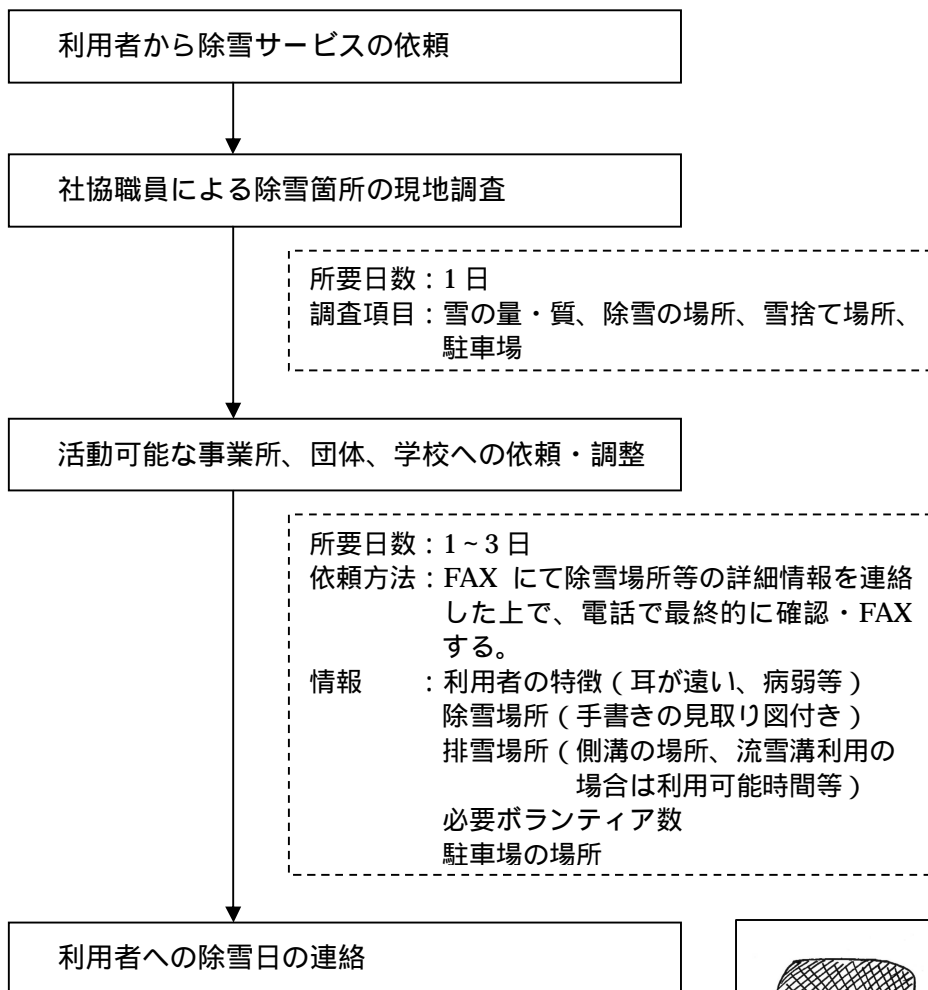 利用者から除雪サービスの依頼
社協職員による除雪箇所の現地調査
所要日数：1 日
調査項目：雪の量・質、除雪の場所、雪捨て場所、
駐車場
活動可能な事業所、団体、学校への依頼・調整
所要日数：1～3 日
依頼方法：FAX にて除雪場所等の詳細情報を連絡
した上で、電話で最終的に確認・FAX
する。
情報　　：利用者の特徴（耳が遠い、病弱等）
除雪場所（手書きの見取り図付き）
排雪場所（側溝の場所、流雪溝利用の
場合は利用可能時間等）
必要ボランティア数
駐車場の場所
利用者への除雪日の連絡